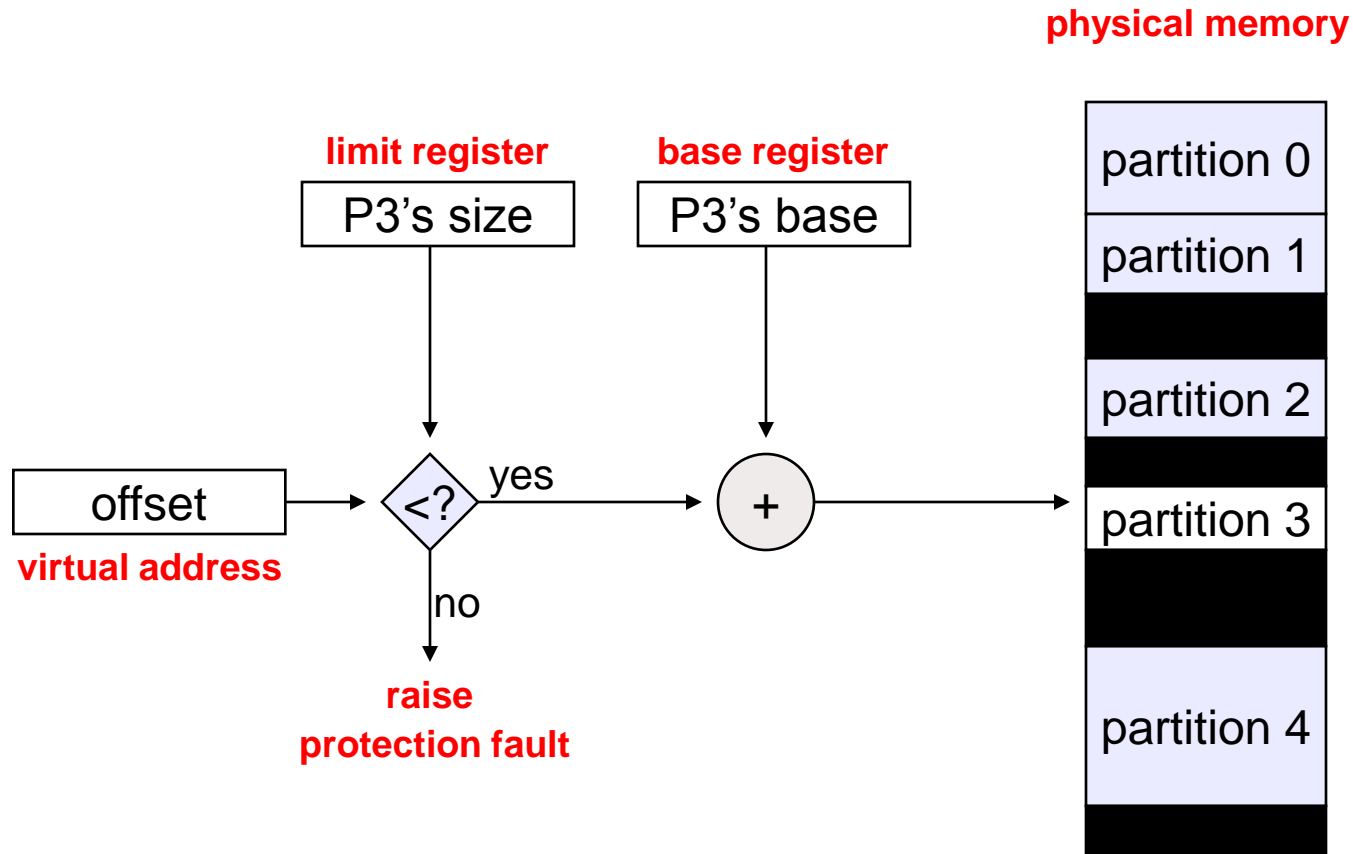 physical memory
limit register
base register
P3’s size
P3’s base
partition 0
partition 1
partition 2
partition 3
partition 4
offset
virtual address
<?
yes
+
no
raise
protection fault